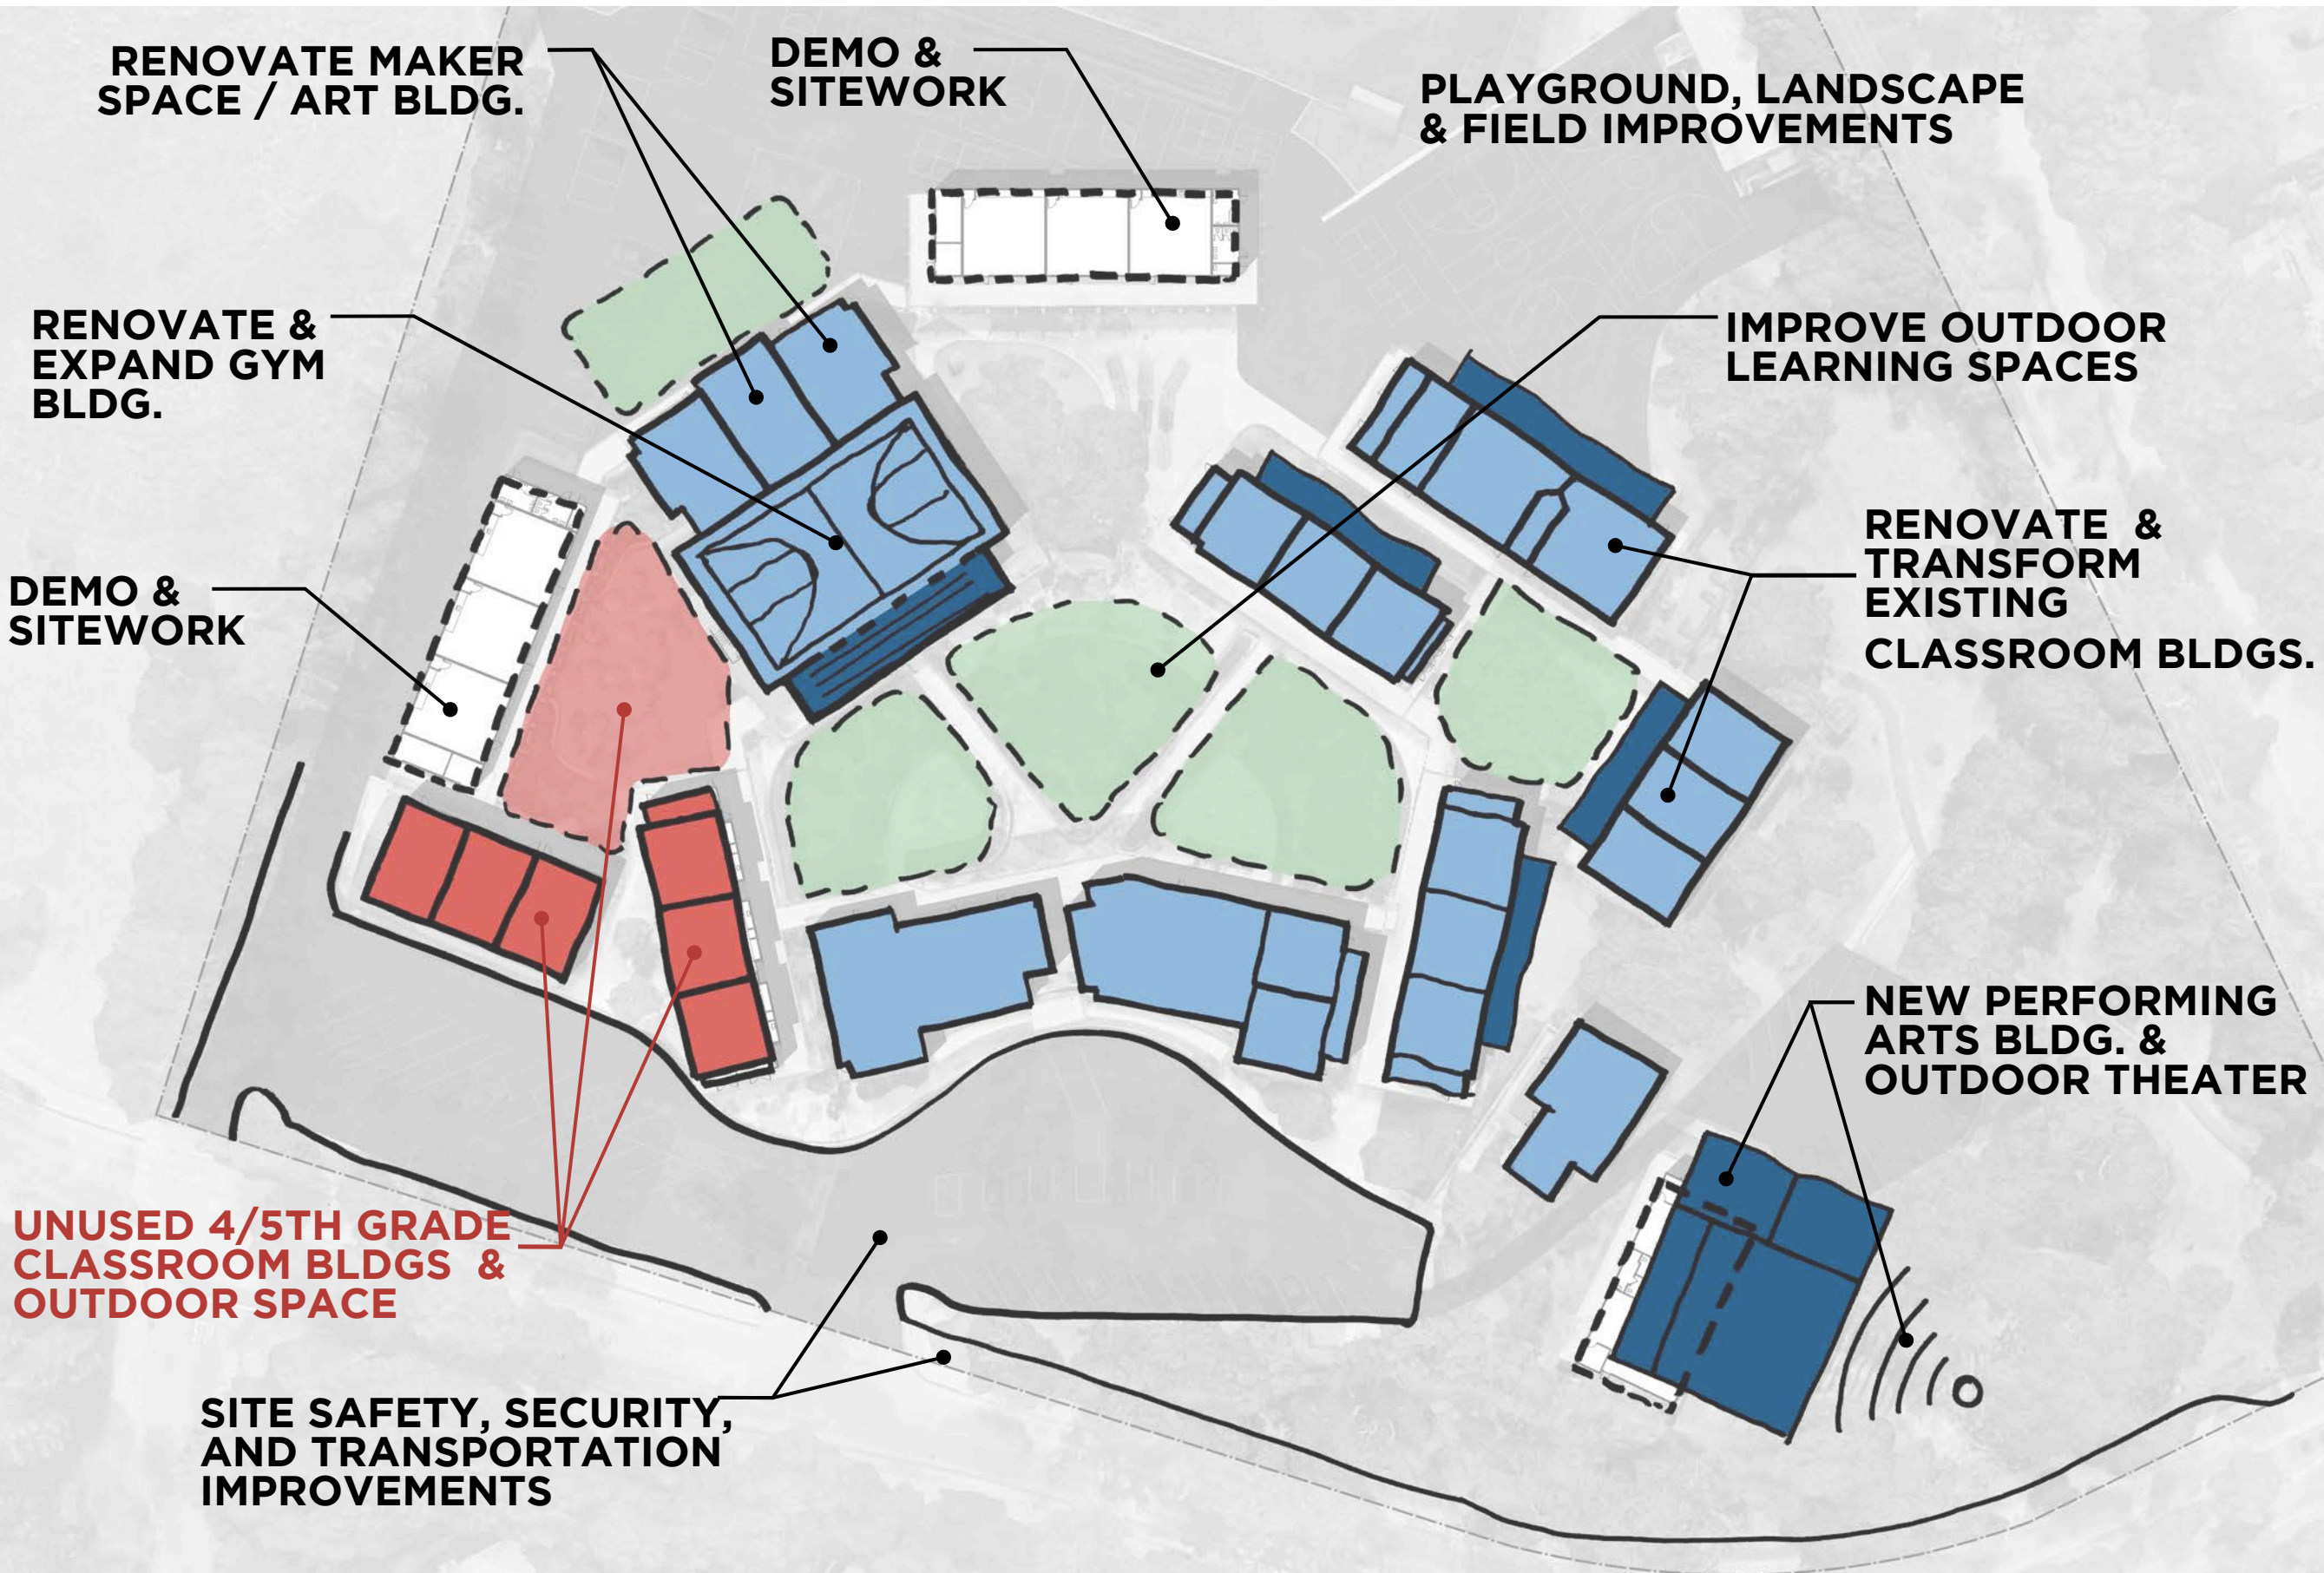 RENOVATE MAKER
SPACE / ART BLDG.
DEMO &
SITEWORK
PLAYGROUND, LANDSCAPE
& FIELD IMPROVEMENTS
RENOVATE &
EXPAND GYM
BLDG.
IMPROVE OUTDOOR
LEARNING SPACES
RENOVATE &
TRANSFORM
EXISTING
CLASSROOM BLDGS.
DEMO &
SITEWORK
NEW PERFORMING
ARTS BLDG. &
OUTDOOR THEATER
UNUSED 4/5TH GRADE
CLASSROOM BLDGS &
OUTDOOR SPACE
SITE SAFETY, SECURITY,
AND TRANSPORTATION
IMPROVEMENTS